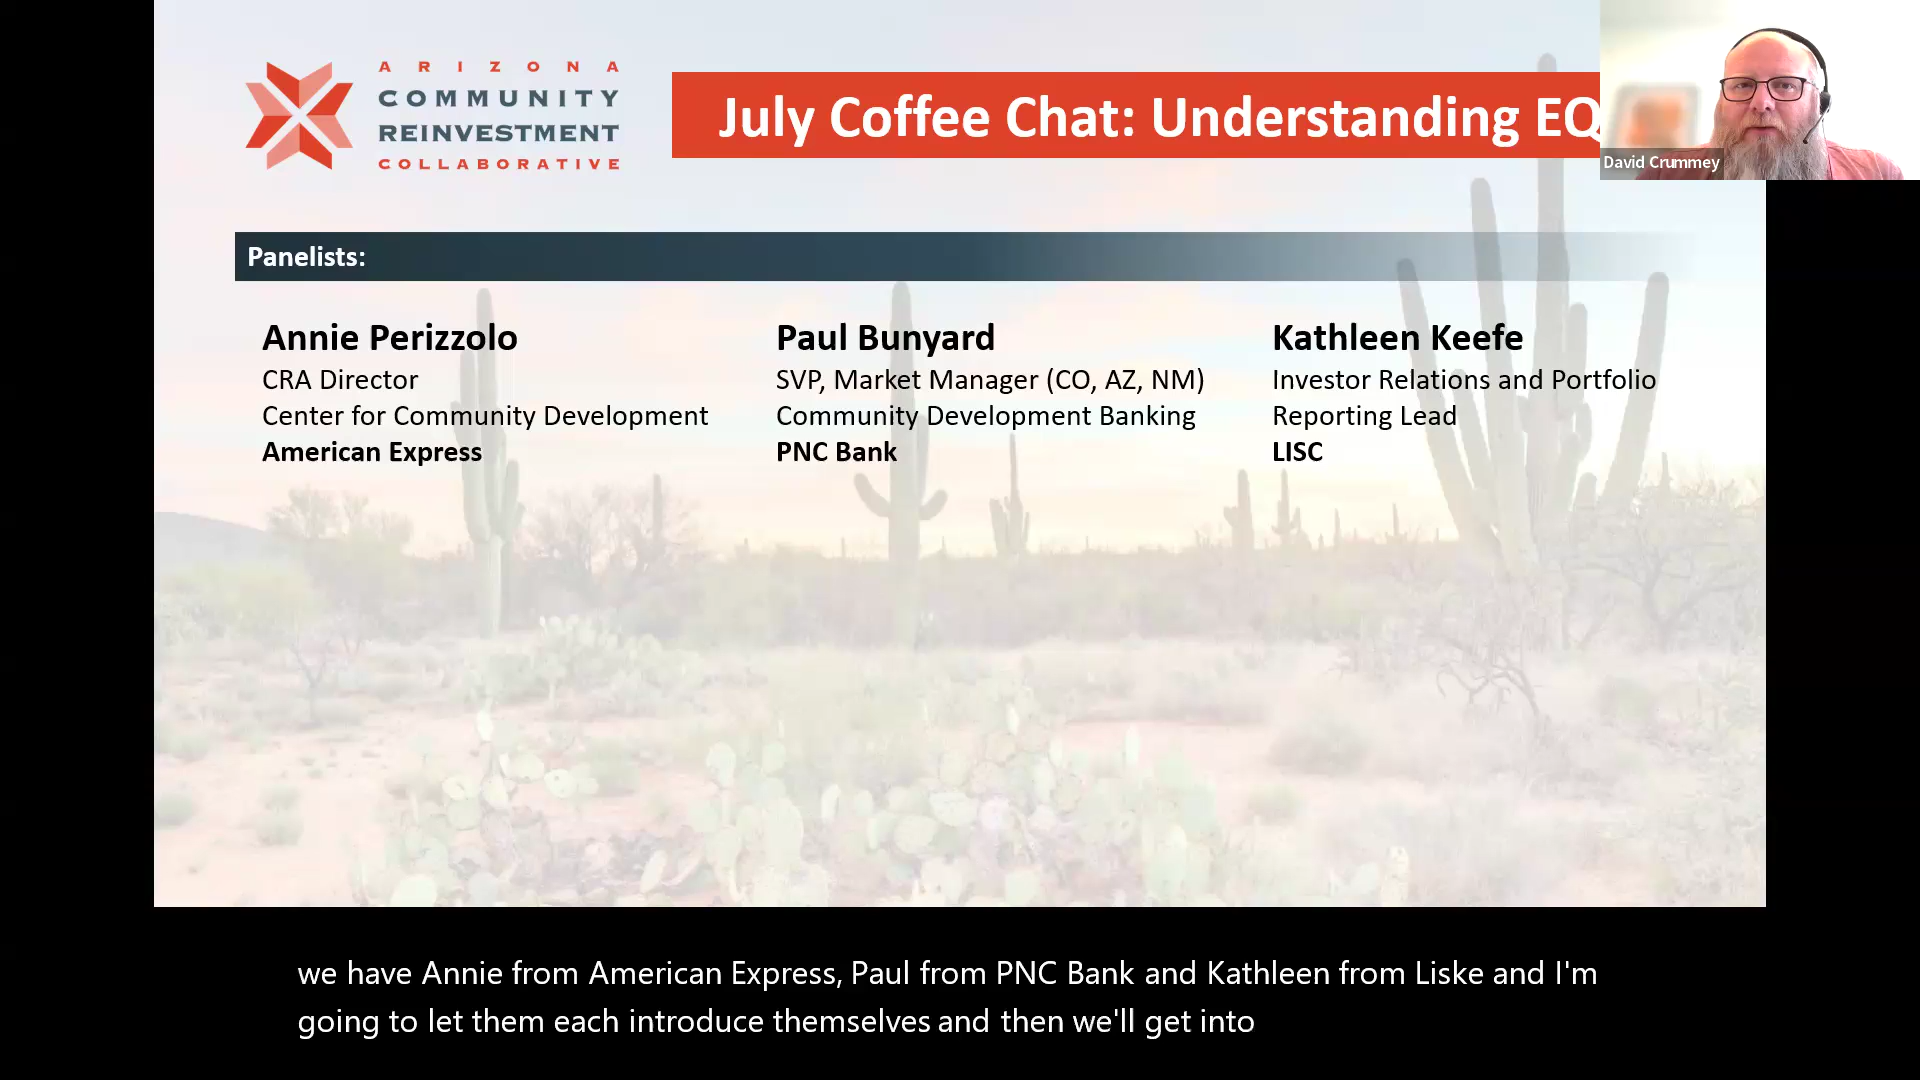 ARIZONA
COMMUNITY
REINVESTMENT
COLLABORATIVE
July Coffee Chat: Understanding EQ
David Crummey
Panelists:
Annie Perizzolo
CRA Director
Center for Community Development
American Express
Paul Bunyard
SVP, Market Manager (CO, AZ, NM)
Community Development Banking
PNC Bank
Kathleen Keefe
Investor Relations and Portfolio
Reporting Lead
LISC
we have Annie from American Express, Paul from PNC Bank and Kathleen from Liske and I'm
going to let them each introduce themselves and then we'll get into